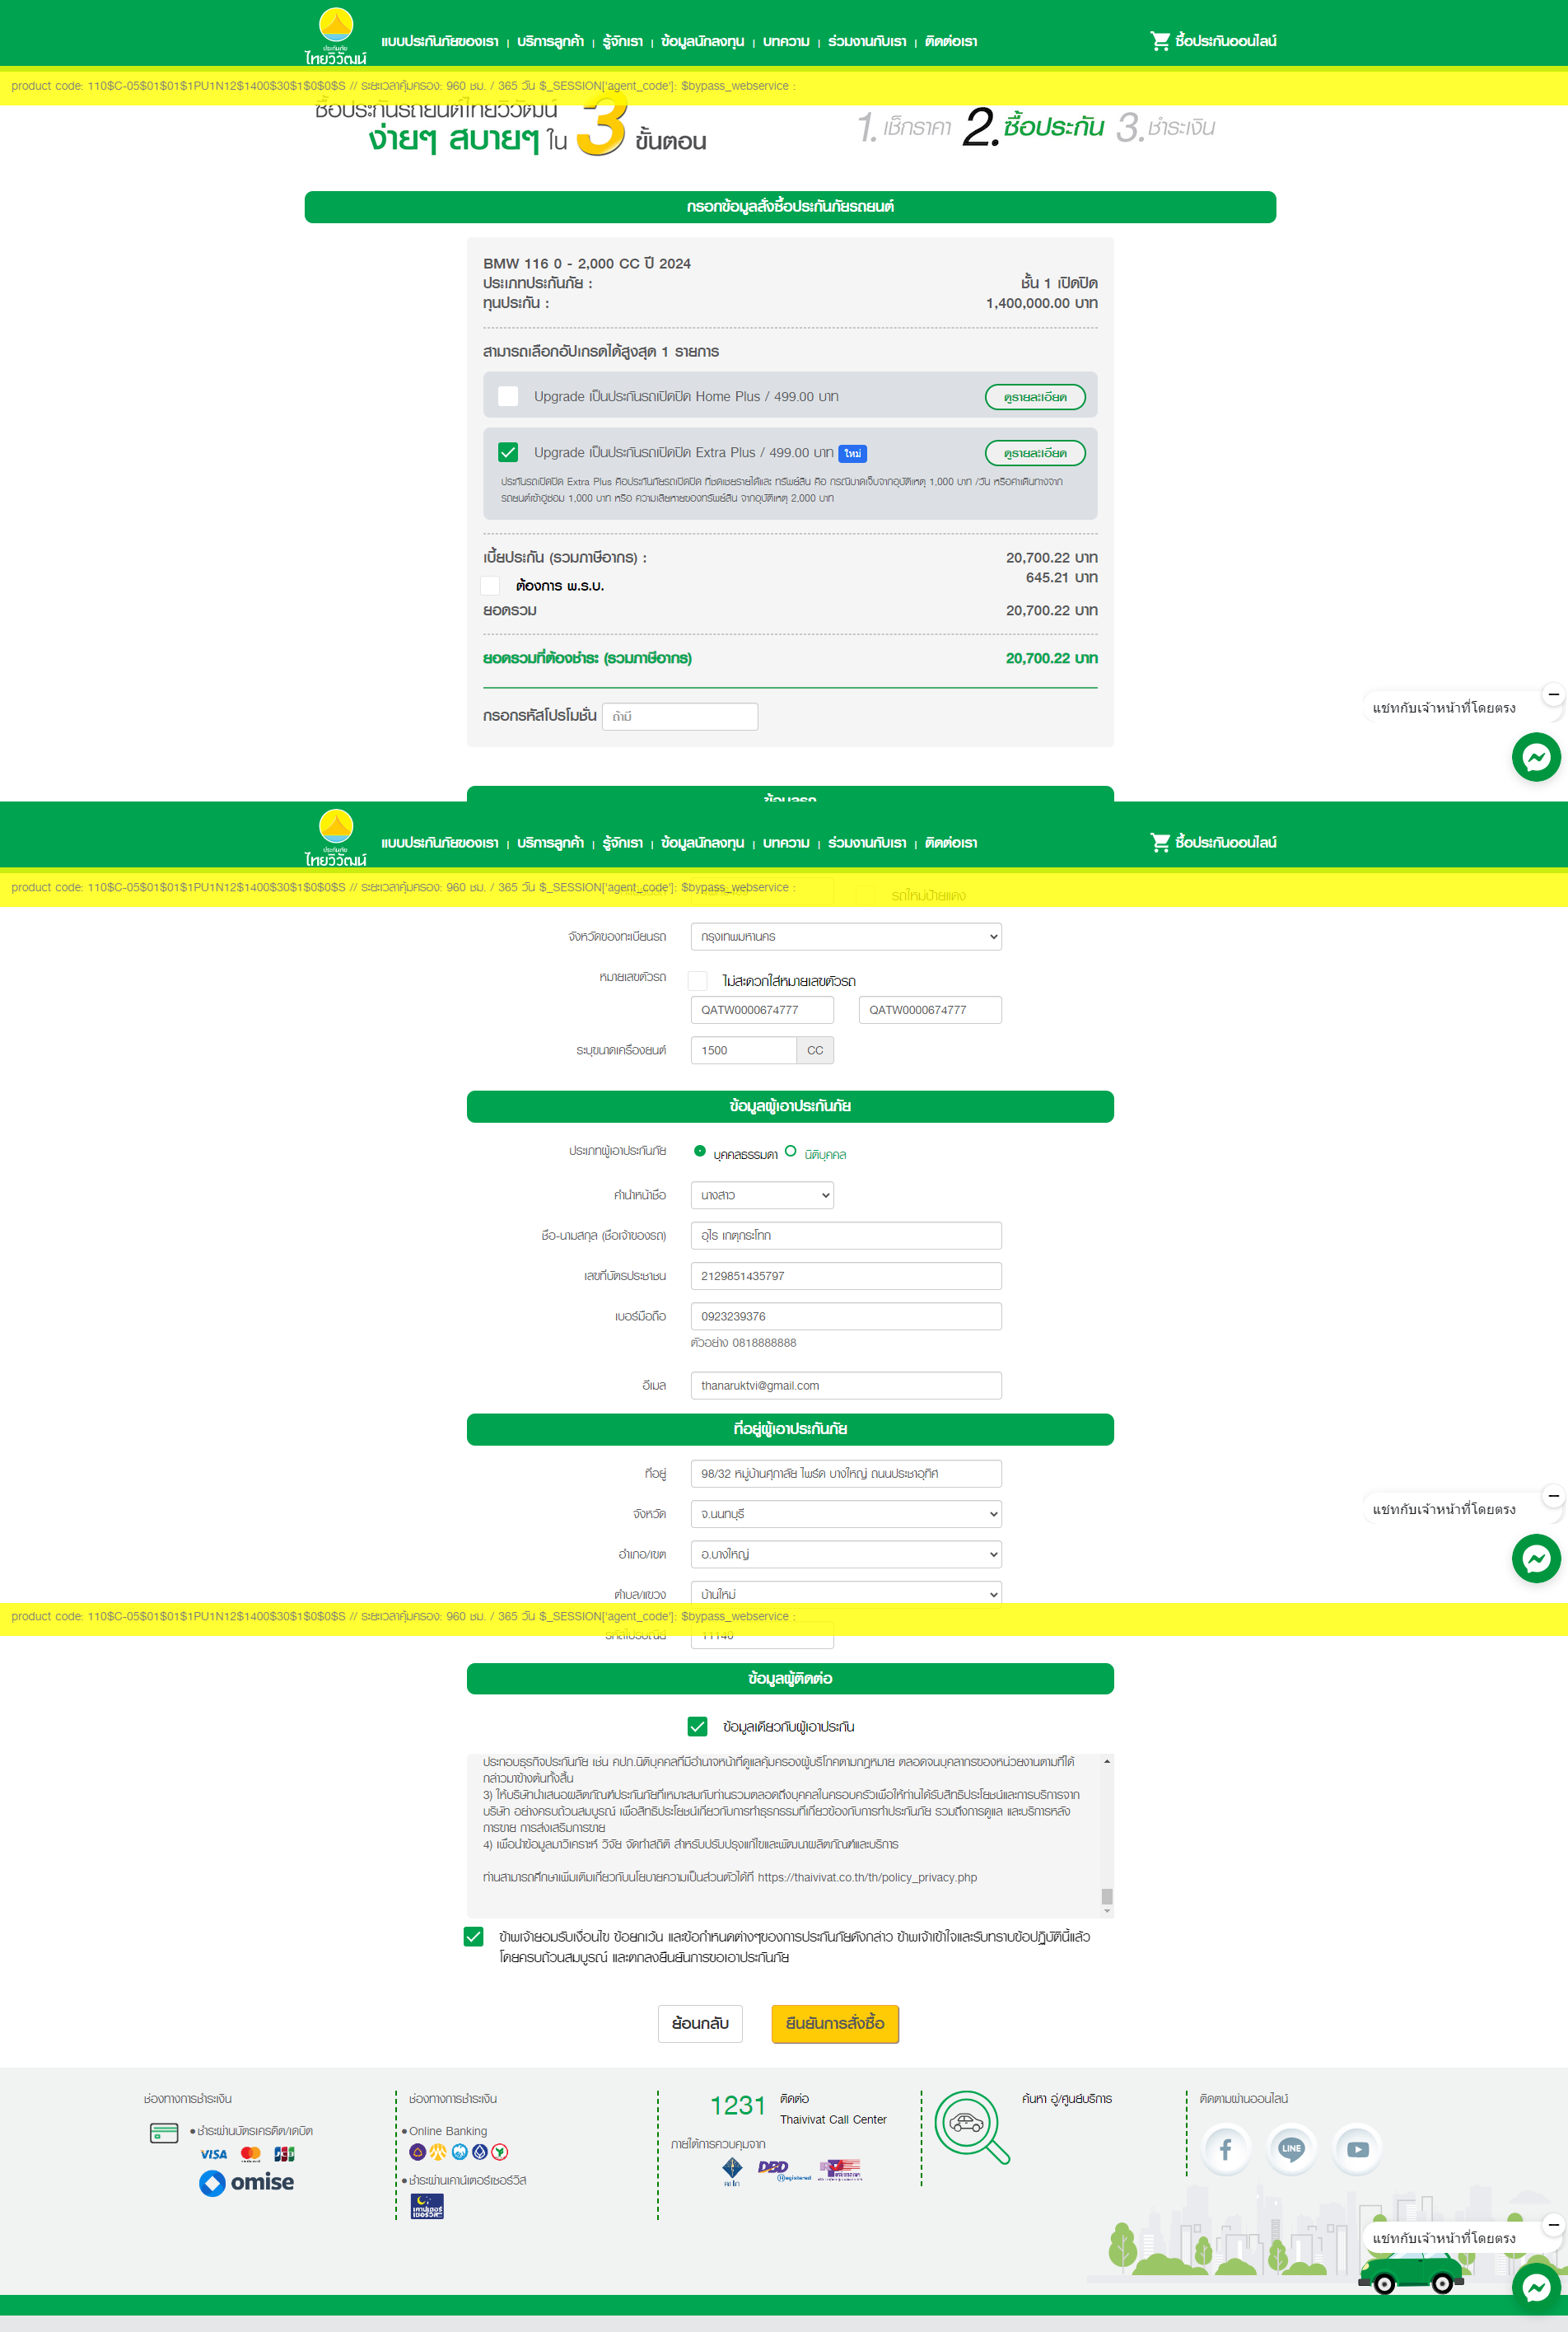 ประกันภัย
ไทยวิวัฒน์
แบบประกันภัยของเรา | บริการลูกค้า | รู้จักเรา | ข้อมูลนักลงทุน | บทความ | ร่วมงานกับเรา | ติดต่อเรา
ซื้อประกันออนไลน์
product code: 110$C-05$01$01$1PU1N12$1400$30$1$0$0$S // ระยะเวลาคุ้มครอง: 960 ชม. / 365 วัน $_SESSION['agent_code']: $bypass_webservice :
ซื้อประกันรถยนต์ไทยวิวัฒน์
ง่ายๆ สบายๆ ใน 3 ขั้นตอน
1. เช็กราคา 2. ซื้อประกัน 3. ชำระเงิน
กรอกข้อมูลสั่งซื้อประกันภัยรถยนต์
BMW 116 0 - 2,000 CC ปี 2024
ประเภทประกันภัย : ชั้น 1 เปิดปิด
ทุนประกัน : 1,400,000.00 บาท
สามารถเลือกอัปเกรดได้สูงสุด 1 รายการ
Upgrade เป็นประกันรถเปิดปิด Home Plus / 499.00 บาท ดูรายละเอียด
Upgrade เป็นประกันรถเปิดปิด Extra Plus / 499.00 บาท ใหม่ ดูรายละเอียด
ประกันรถเปิดปิด Extra Plus คือประกันภัยรถเปิดปิด ที่ชดเชยรายได้และ ทรัพย์สิน คือ กรณีบาดเจ็บจากอุบัติเหตุ 1,000 บาท /วัน หรือค่าเดินทางจาก
รถยนต์เข้าอู่ซ่อม 1,000 บาท หรือ ความเสียหายของทรัพย์สิน จากอุบัติเหตุ 2,000 บาท
เบี้ยประกัน (รวมภาษีอากร) : 20,700.22 บาท
ต้องการ พ.ร.บ. 645.21 บาท
ยอดรวม 20,700.22 บาท
ยอดรวมที่ต้องชำระ (รวมภาษีอากร) 20,700.22 บาท
กรอกรหัสโปรโมชั่น ถ้ามี
แชทกับเจ้าหน้าที่โดยตรง
ข้อมูลรถ
ประกันภัย
ไทยวิวัฒน์
แบบประกันภัยของเรา | บริการลูกค้า | รู้จักเรา | ข้อมูลนักลงทุน | บทความ | ร่วมงานกับเรา | ติดต่อเรา
ซื้อประกันออนไลน์
product code: 110$C-05$01$01$1PU1N12$1400$30$1$0$0$S // ระยะเวลาคุ้มครอง: 960 ชม. / 365 วัน $_SESSION['agent_code']: $bypass_webservice :
รถใหม่ป้ายแดง
จังหวัดของทะเบียนรถ กรุงเทพมหานคร
หมายเลขตัวรถ ไม่สะดวกใส่หมายเลขตัวรถ
QATW0000674777 QATW0000674777
ระบุขนาดเครื่องยนต์ 1500 CC
ข้อมูลผู้เอาประกันภัย
ประเภทผู้เอาประกันภัย บุคคลธรรมดา นิติบุคคล
คำนำหน้าชื่อ นางสาว
ชื่อ-นามสกุล (ชื่อเจ้าของรถ) อุไร เกตุกระโทก
เลขที่บัตรประชาชน 2129851435797
เบอร์มือถือ 0923239376
ตัวอย่าง 0818888888
อีเมล thanaruktvi@gmail.com
ที่อยู่ผู้เอาประกันภัย
ที่อยู่ 98/32 หมู่บ้านศุภาลัย ไพร์ด บางใหญ่ ถนนประชาอุทิศ
จังหวัด จ.นนทบุรี
แชทกับเจ้าหน้าที่โดยตรง
อำเภอ/เขต อ.บางใหญ่
ตำบล/แขวง บ้านใหม่
product code: 110$C-05$01$01$1PU1N12$1400$30$1$0$0$S // ระยะเวลาคุ้มครอง: 960 ชม. / 365 วัน $_SESSION['agent_code']: $bypass_webservice :
รหัสไปรษณีย์ 11140
ข้อมูลผู้ติดต่อ
ข้อมูลเดียวกับผู้เอาประกัน
ประกอบธุรกิจประกันภัย เช่น คปภ.นิติบุคคลที่มีอำนาจหน้าที่ดูแลคุ้มครองผู้บริโภคตามกฎหมาย ตลอดจนบุคลากรของหน่วยงานตามที่ได้
กล่าวมาข้างต้นทั้งสิ้น
3) ให้บริษัทนำเสนอผลิตภัณฑ์ประกันภัยที่เหมาะสมกับท่านรวมตลอดถึงบุคคลในครอบครัวเพื่อให้ท่านได้รับสิทธิประโยชน์และการบริการจาก
บริษัท อย่างครบถ้วนสมบูรณ์ เพื่อสิทธิประโยชน์เกี่ยวกับการทำธุรกรรมที่เกี่ยวข้องกับการทำประกันภัย รวมถึงการดูแล และบริการหลัง
การขาย การส่งเสริมการขาย
4) เพื่อนำข้อมูลมาวิเคราะห์ วิจัย จัดทำสถิติ สำหรับปรับปรุงแก้ไขและพัฒนาผลิตภัณฑ์และบริการ
ท่านสามารถศึกษาเพิ่มเติมเกี่ยวกับนโยบายความเป็นส่วนตัวได้ที่ https://thaivivat.co.th/th/policy_privacy.php
ข้าพเจ้ายอมรับเงื่อนไข ข้อยกเว้น และข้อกำหนดต่างๆของการประกันภัยดังกล่าว ข้าพเจ้าเข้าใจและรับทราบข้อปฏิบัตินี้แล้ว
โดยครบถ้วนสมบูรณ์ และตกลงยืนยันการขอเอาประกันภัย
ย้อนกลับ ยืนยันการสั่งซื้อ
ช่องทางการชำระเงิน
ชำระผ่านบัตรเครดิต/เดบิต
VISA
omise
ช่องทางการชำระเงิน
Online Banking
ชำระผ่านเคาน์เตอร์เซอร์วิส
เคาน์เตอร์
เซอร์วิส
1231 ติดต่อ
Thaivivat Call Center
ภายใต้การควบคุมจาก
คปภ
DBD
Registered
ค้นหา อู่/ศูนย์บริการ
ติดตามผ่านออนไลน์
LINE
แชทกับเจ้าหน้าที่โดยตรง